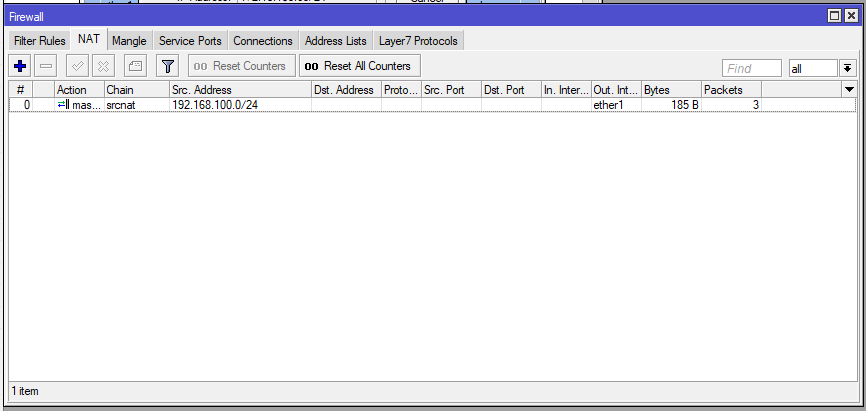 Firewall
Filter Rules NAT Mangle Service Ports Connections Address Lists Layer7 Protocols
00 Reset Counters 00 Reset All Counters Find all
# Action Chain Src. Address Dst. Address Proto... Src. Port Dst. Port In. Inter... Out. Int... Bytes Packets
0 mas... srcnat 192.168.100.0/24 ether1 185 B 3
1 item